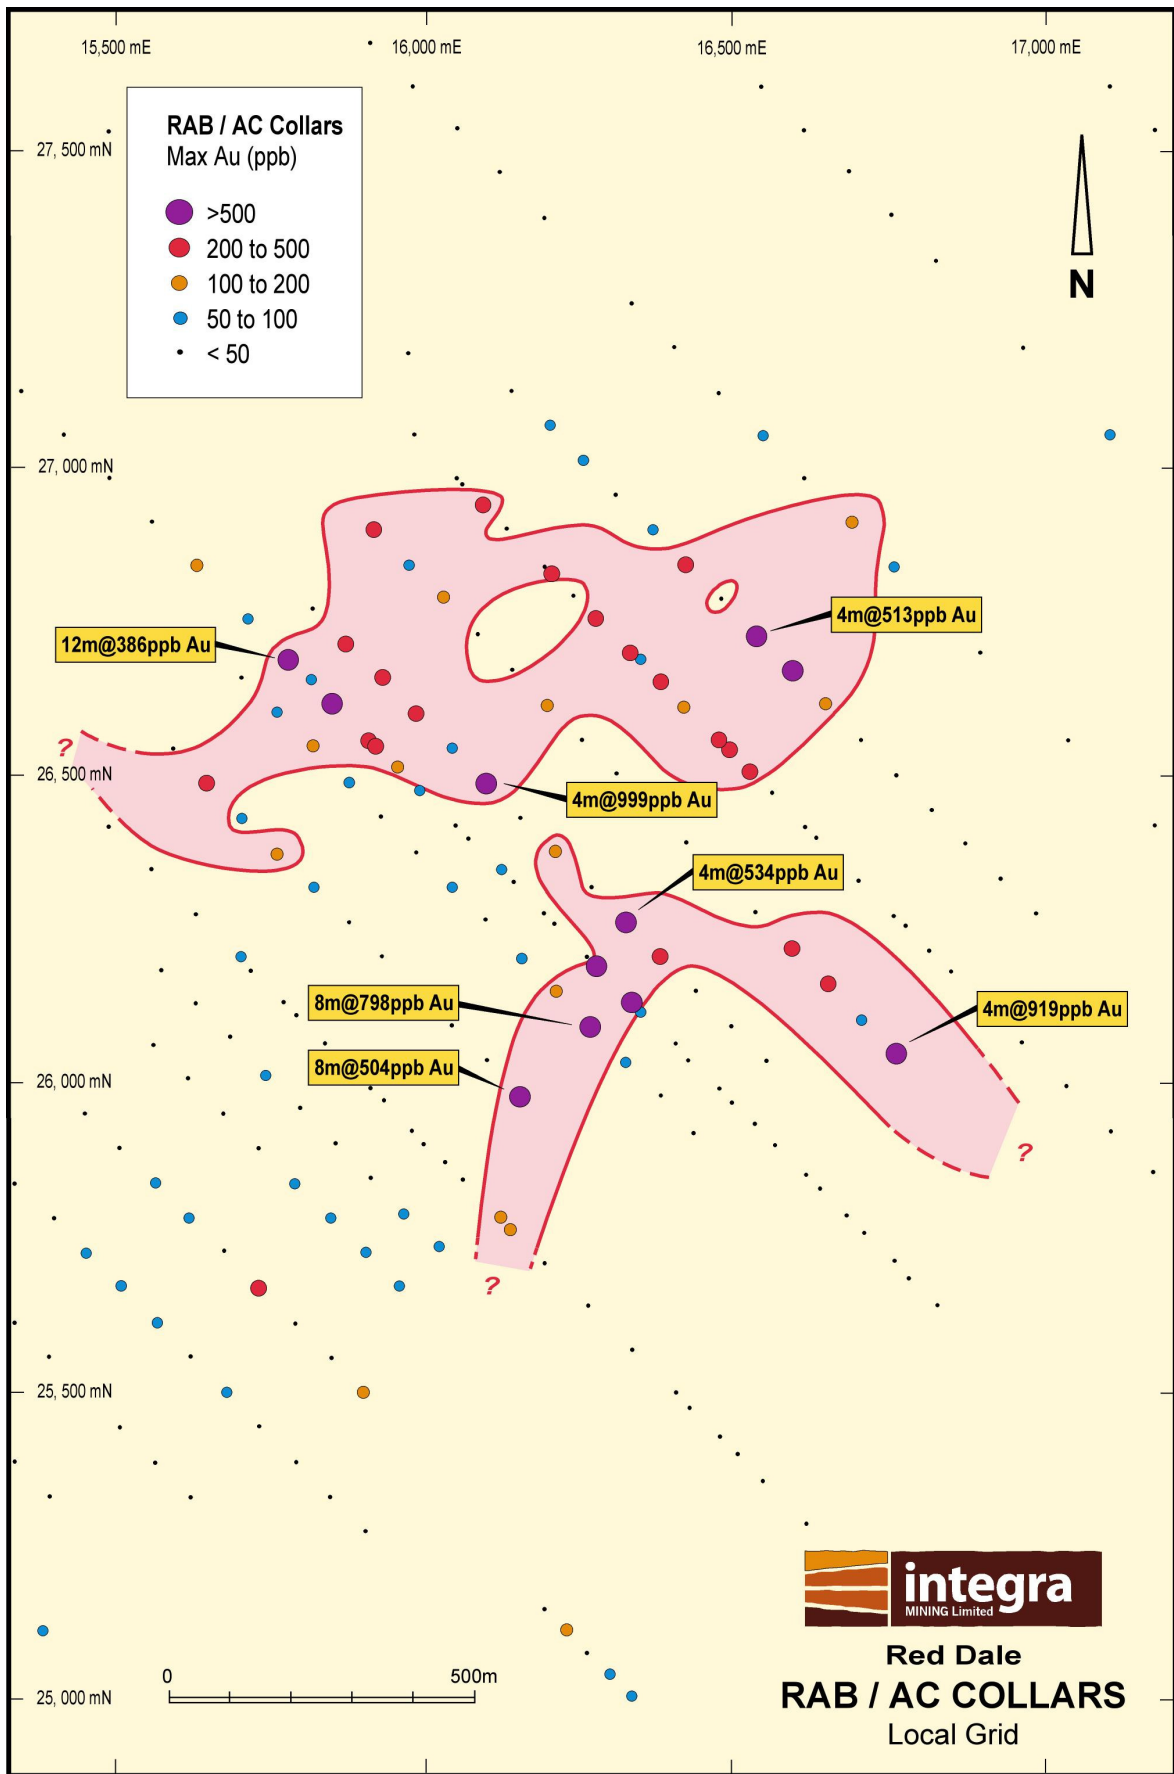 15,500 mE
16,000 mE
16,500 mE
17,000 mE
RAB / AC Collars
Max Au (ppb)
>500
200 to 500
100 to 200
50 to 100
< 50
27, 500 mN
N
27, 000 mN
4m@513ppb Au
12m@386ppb Au
?
26,500 mN
4m@999ppb Au
4m@534ppb Au
8m@798ppb Au
4m@919ppb Au
8m@504ppb Au
26, 000 mN
?
25, 500 mN
?
integra
MINING Limited
Red Dale
RAB / AC COLLARS
Local Grid
0
500m
25, 000 mN